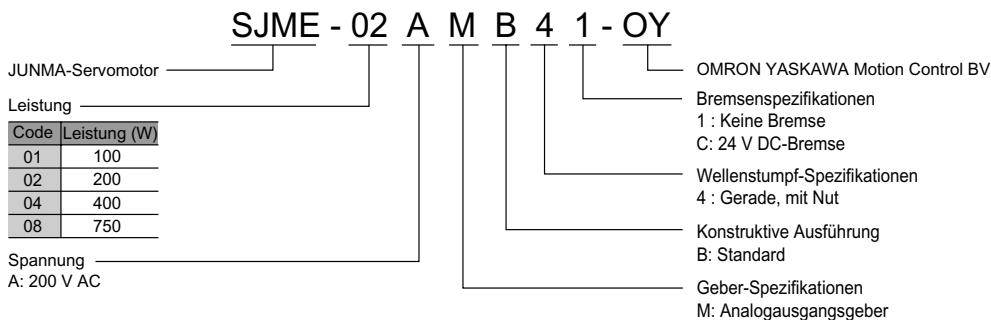 SJME - 02 A M B 4 1 - OY
JUNMA-Servomotor
Leistung
Code Leistung (W)
01 100
02 200
04 400
08 750
Spannung
A: 200 V AC
OMRON YASKAWA Motion Control BV
Bremsenspezifikationen
1 : Keine Bremse
C: 24 V DC-Bremse
Wellenstumpf-Spezifikationen
4 : Gerade, mit Nut
Konstruktive Ausführung
B: Standard
Geber-Spezifikationen
M: Analogausgangsgeber